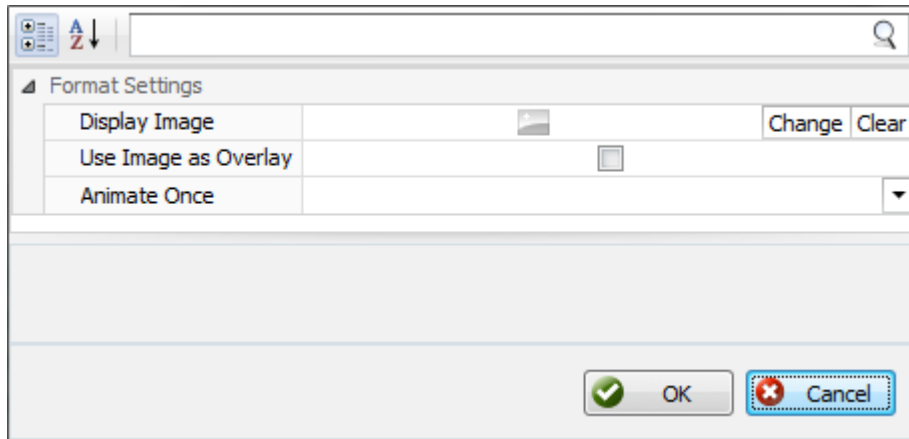 A
Z
Format Settings
Display Image Change Clear
Use Image as Overlay
Animate Once
OK Cancel